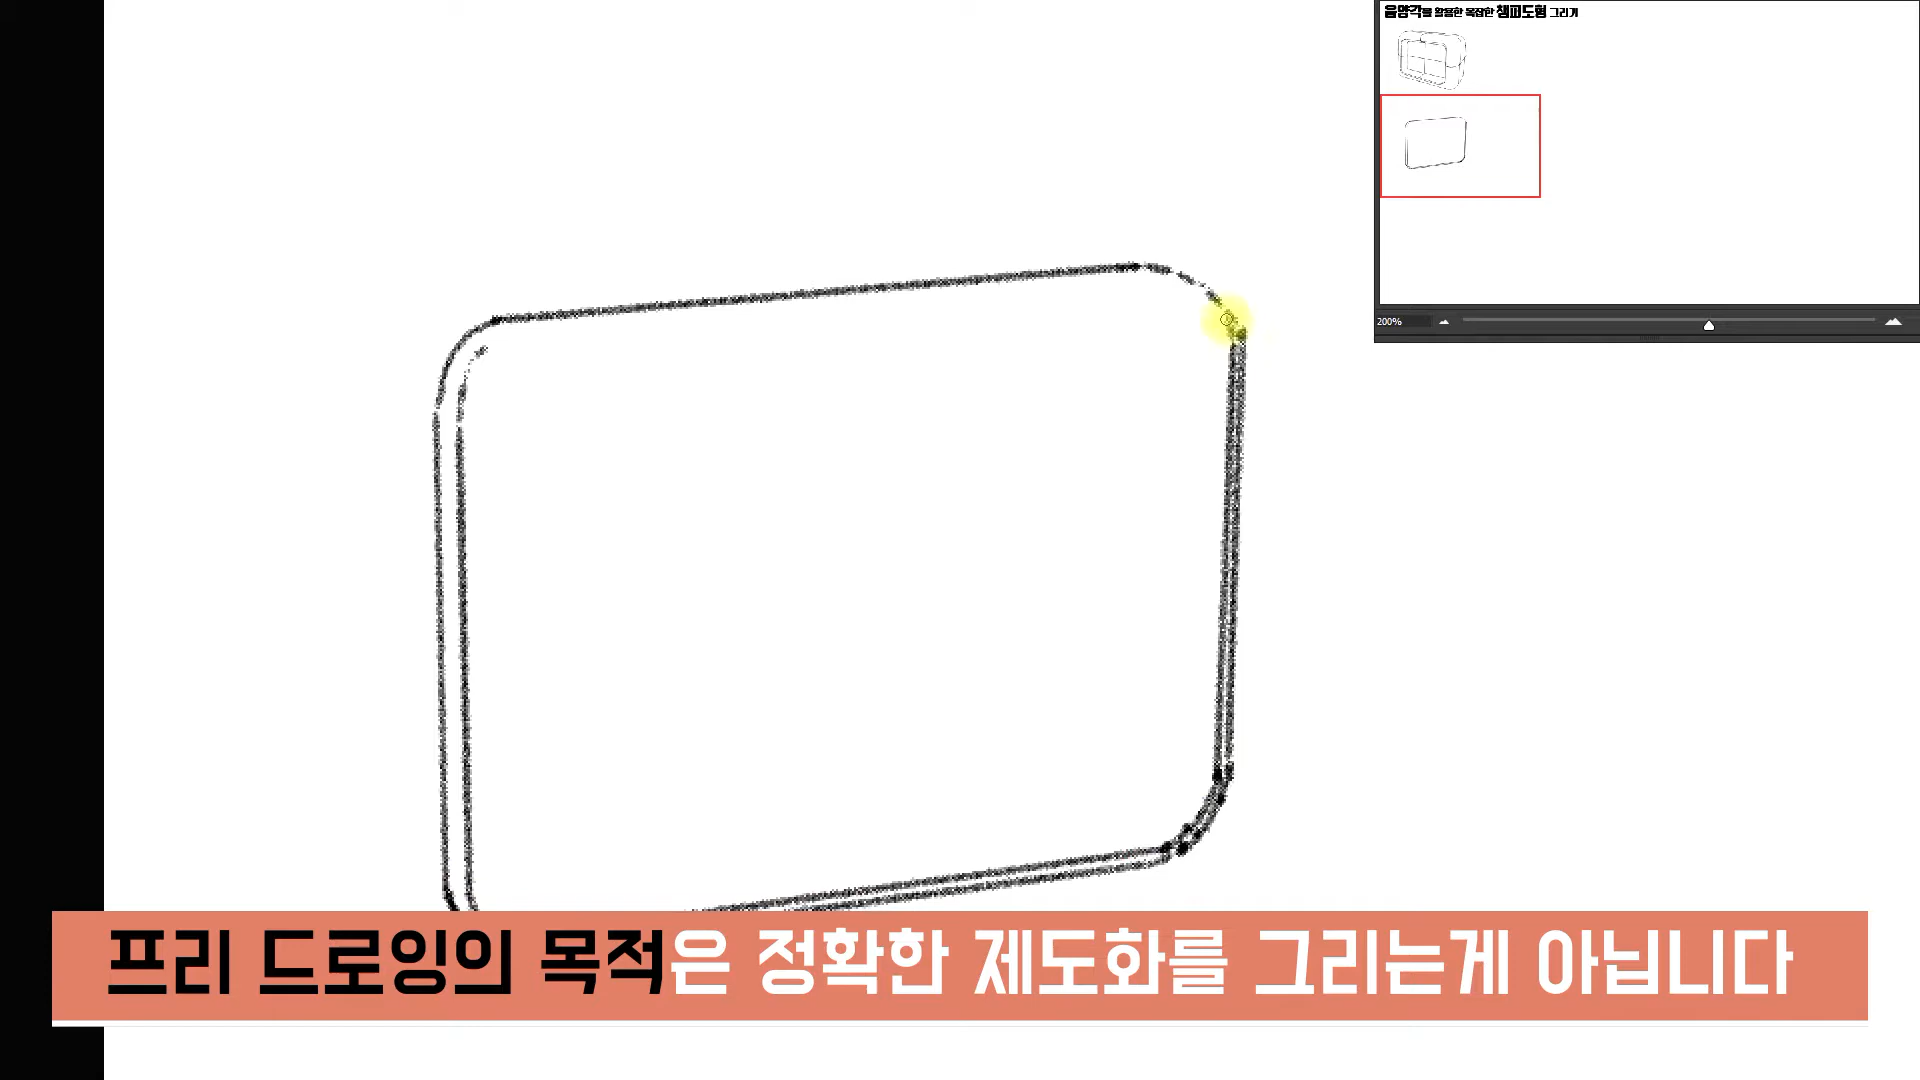 음양각을 활용한 복잡한 챔피도형 그리기
200%
프리 드로잉의 목적은 정확한 제도화를 그리는게 아닙니다